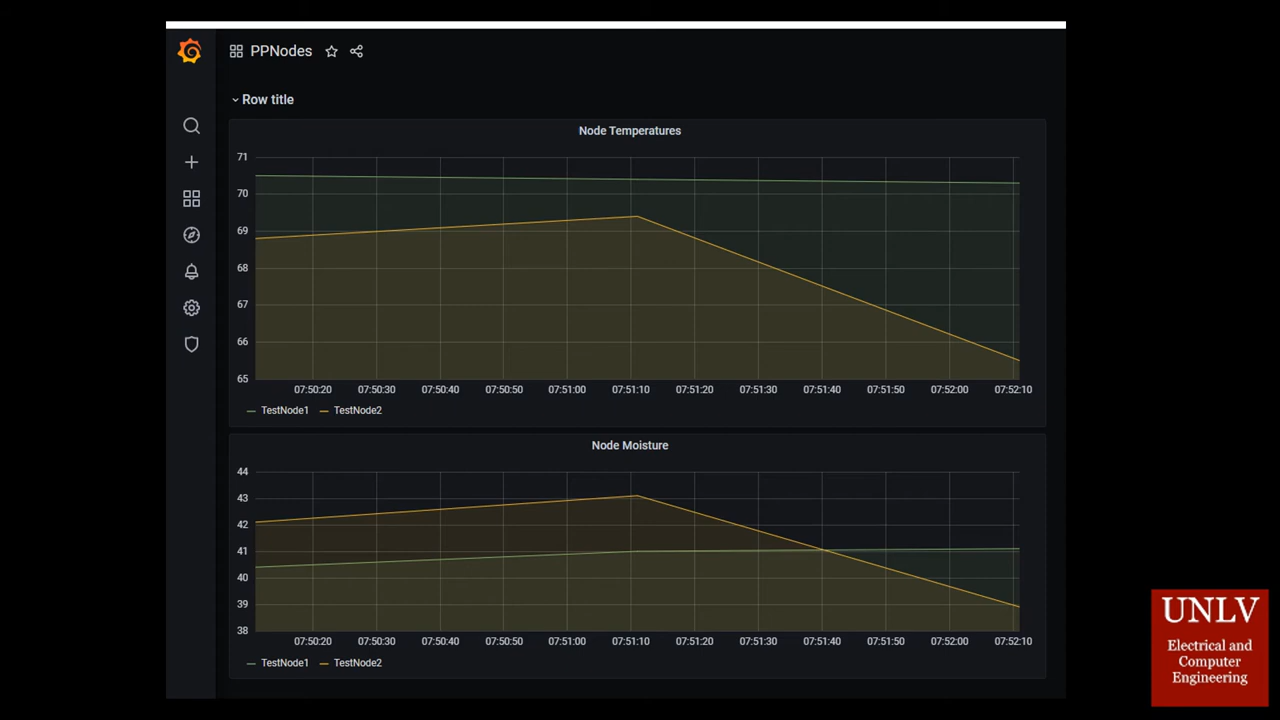 PPNodes
Row title
Node Temperatures
71
70
69
68
67
66
65
07:50:20 07:50:30 07:50:40 07:50:50 07:51:00 07:51:10 07:51:20 07:51:30 07:51:40 07:51:50 07:52:00 07:52:10
TestNode1 TestNode2
Node Moisture
44
43
42
41
40
39
38
07:50:20 07:50:30 07:50:40 07:50:50 07:51:00 07:51:10 07:51:20 07:51:30 07:51:40 07:51:50 07:52:00 07:52:10
TestNode1 TestNode2
UNLV
Electrical and
Computer
Engineering